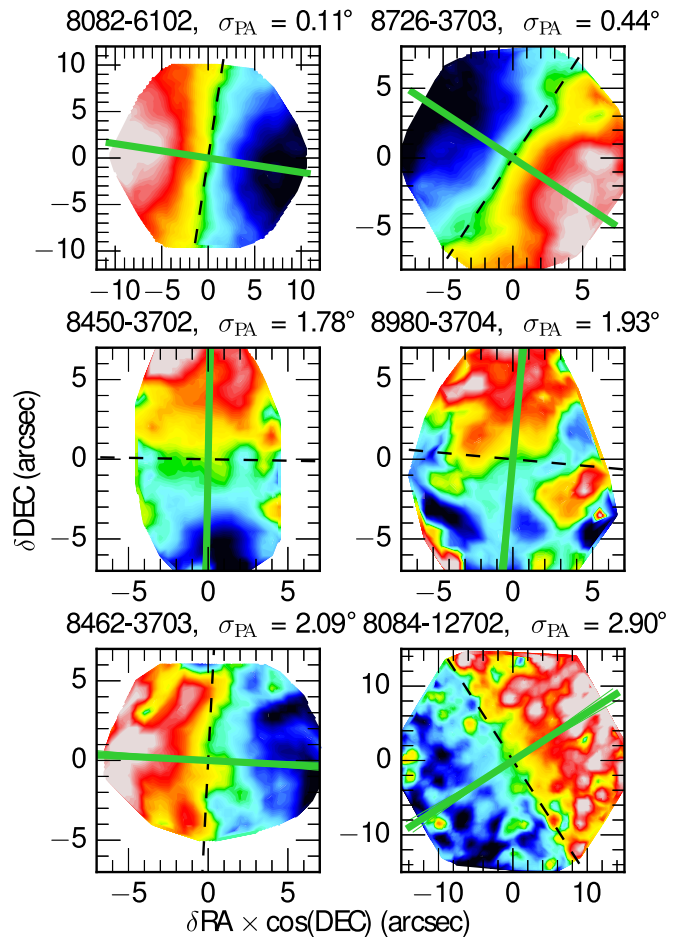 8082-6102, σPA = 0.11° 8726-3703, σPA = 0.44°
10
5
0
−5
−10
−10 −5 0 5 10
5
0
−5
−5 0 5
8450-3702, σPA = 1.78° 8980-3704, σPA = 1.93°
5
0
−5
−5 0 5
5
0
−5
−5 0 5
8462-3703, σPA = 2.09° 8084-12702, σPA = 2.90°
5
0
−5
−5 0 5
10
0
−10
−10 0 10
δDEC (arcsec)
δRA × cos(DEC) (arcsec)